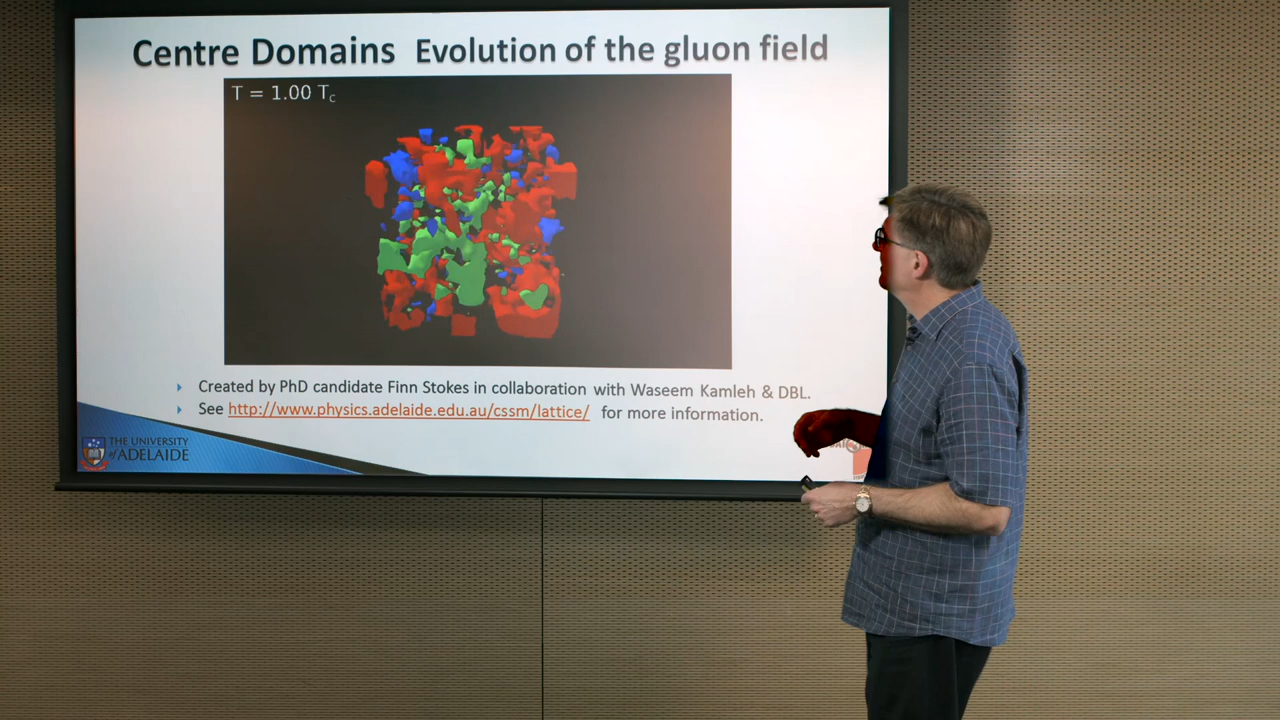 Centre Domains Evolution of the gluon field
T = 1.00 Tc
Created by PhD candidate Finn Stokes in collaboration with Waseem Kamleh & DBL.
See http://www.physics.adelaide.edu.au/cssm/lattice/ for more information.
THE UNIVERSITY
of ADELAIDE